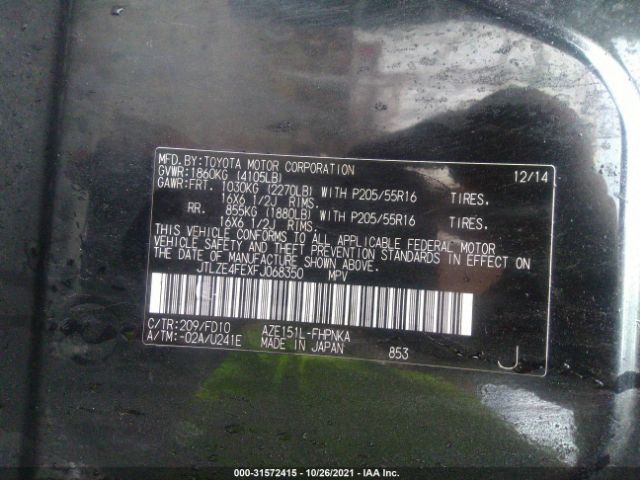 MFD. BY: TOYOTA MOTOR CORPORATION 12/14
GVWR: 1860KG (4105LB)
GAWR: FRT. 1030KG (2270LB) WITH P205/55R16 TIRES.
16X6 1/2J RIMS.
RR. 855KG (1880LB) WITH P205/55R16 TIRES.
16X6 1/2J RIMS.
THIS VEHICLE CONFORMS TO ALL APPLICABLE FEDERAL MOTOR
VEHICLE SAFETY AND THEFT PREVENTION STANDARDS IN EFFECT ON
THE DATE OF MANUFACTURE SHOWN ABOVE.
JTLZE4FEXFJ068350 MPV
C/TR: 209/FD10 AZE151L-FHPNKA
A/TM: -02A/U241E MADE IN JAPAN 853 J
000-31572415 - 10/26/2021 - IAA Inc.